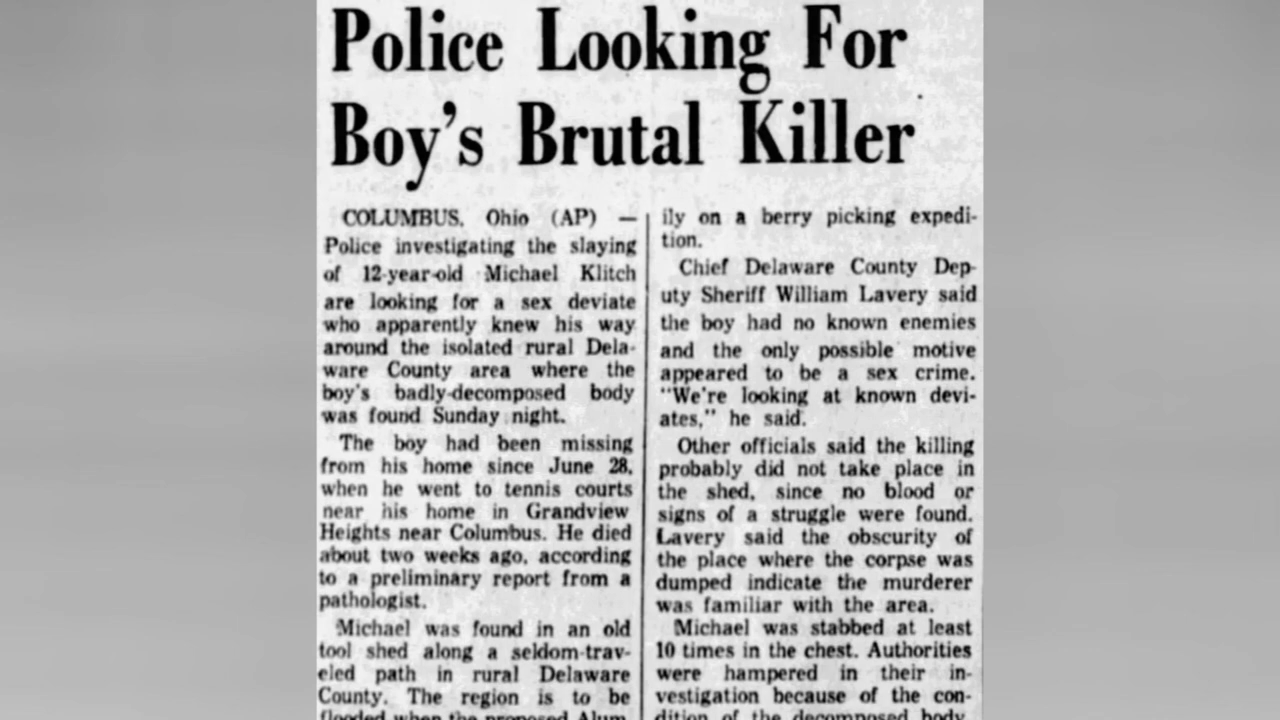 Police Looking For
Boy's Brutal Killer
COLUMBUS, Ohio (AP) —
Police investigating the slaying
of 12-year-old Michael Klitch
are looking for a sex deviate
who apparently knew his way
around the isolated rural Dela-
ware County area where the
boy's badly-decomposed body
was found Sunday night.
The boy had been missing
from his home since June 28,
when he went to tennis courts
near his home in Grandview
Heights near Columbus. He died
about two weeks ago, according
to a preliminary report from a
pathologist.
Michael was found in an old
tool shed along a seldom-trav-
eled path in rural Delaware
County. The region is to be
flooded when the proposed Alum
ily on a berry picking expedi-
tion.
Chief Delaware County Dep-
uty Sheriff William Lavery said
the boy had no known enemies
and the only possible motive
appeared to be a sex crime.
"We're looking at known devi-
ates," he said.
Other officials said the killing
probably did not take place in
the shed, since no blood or
signs of a struggle were found.
Lavery said the obscurity of
the place where the corpse was
dumped indicate the murderer
was familiar with the area.
Michael was stabbed at least
10 times in the chest. Authorities
were hampered in their in-
vestigation because of the con-
dition of the decomposed body.